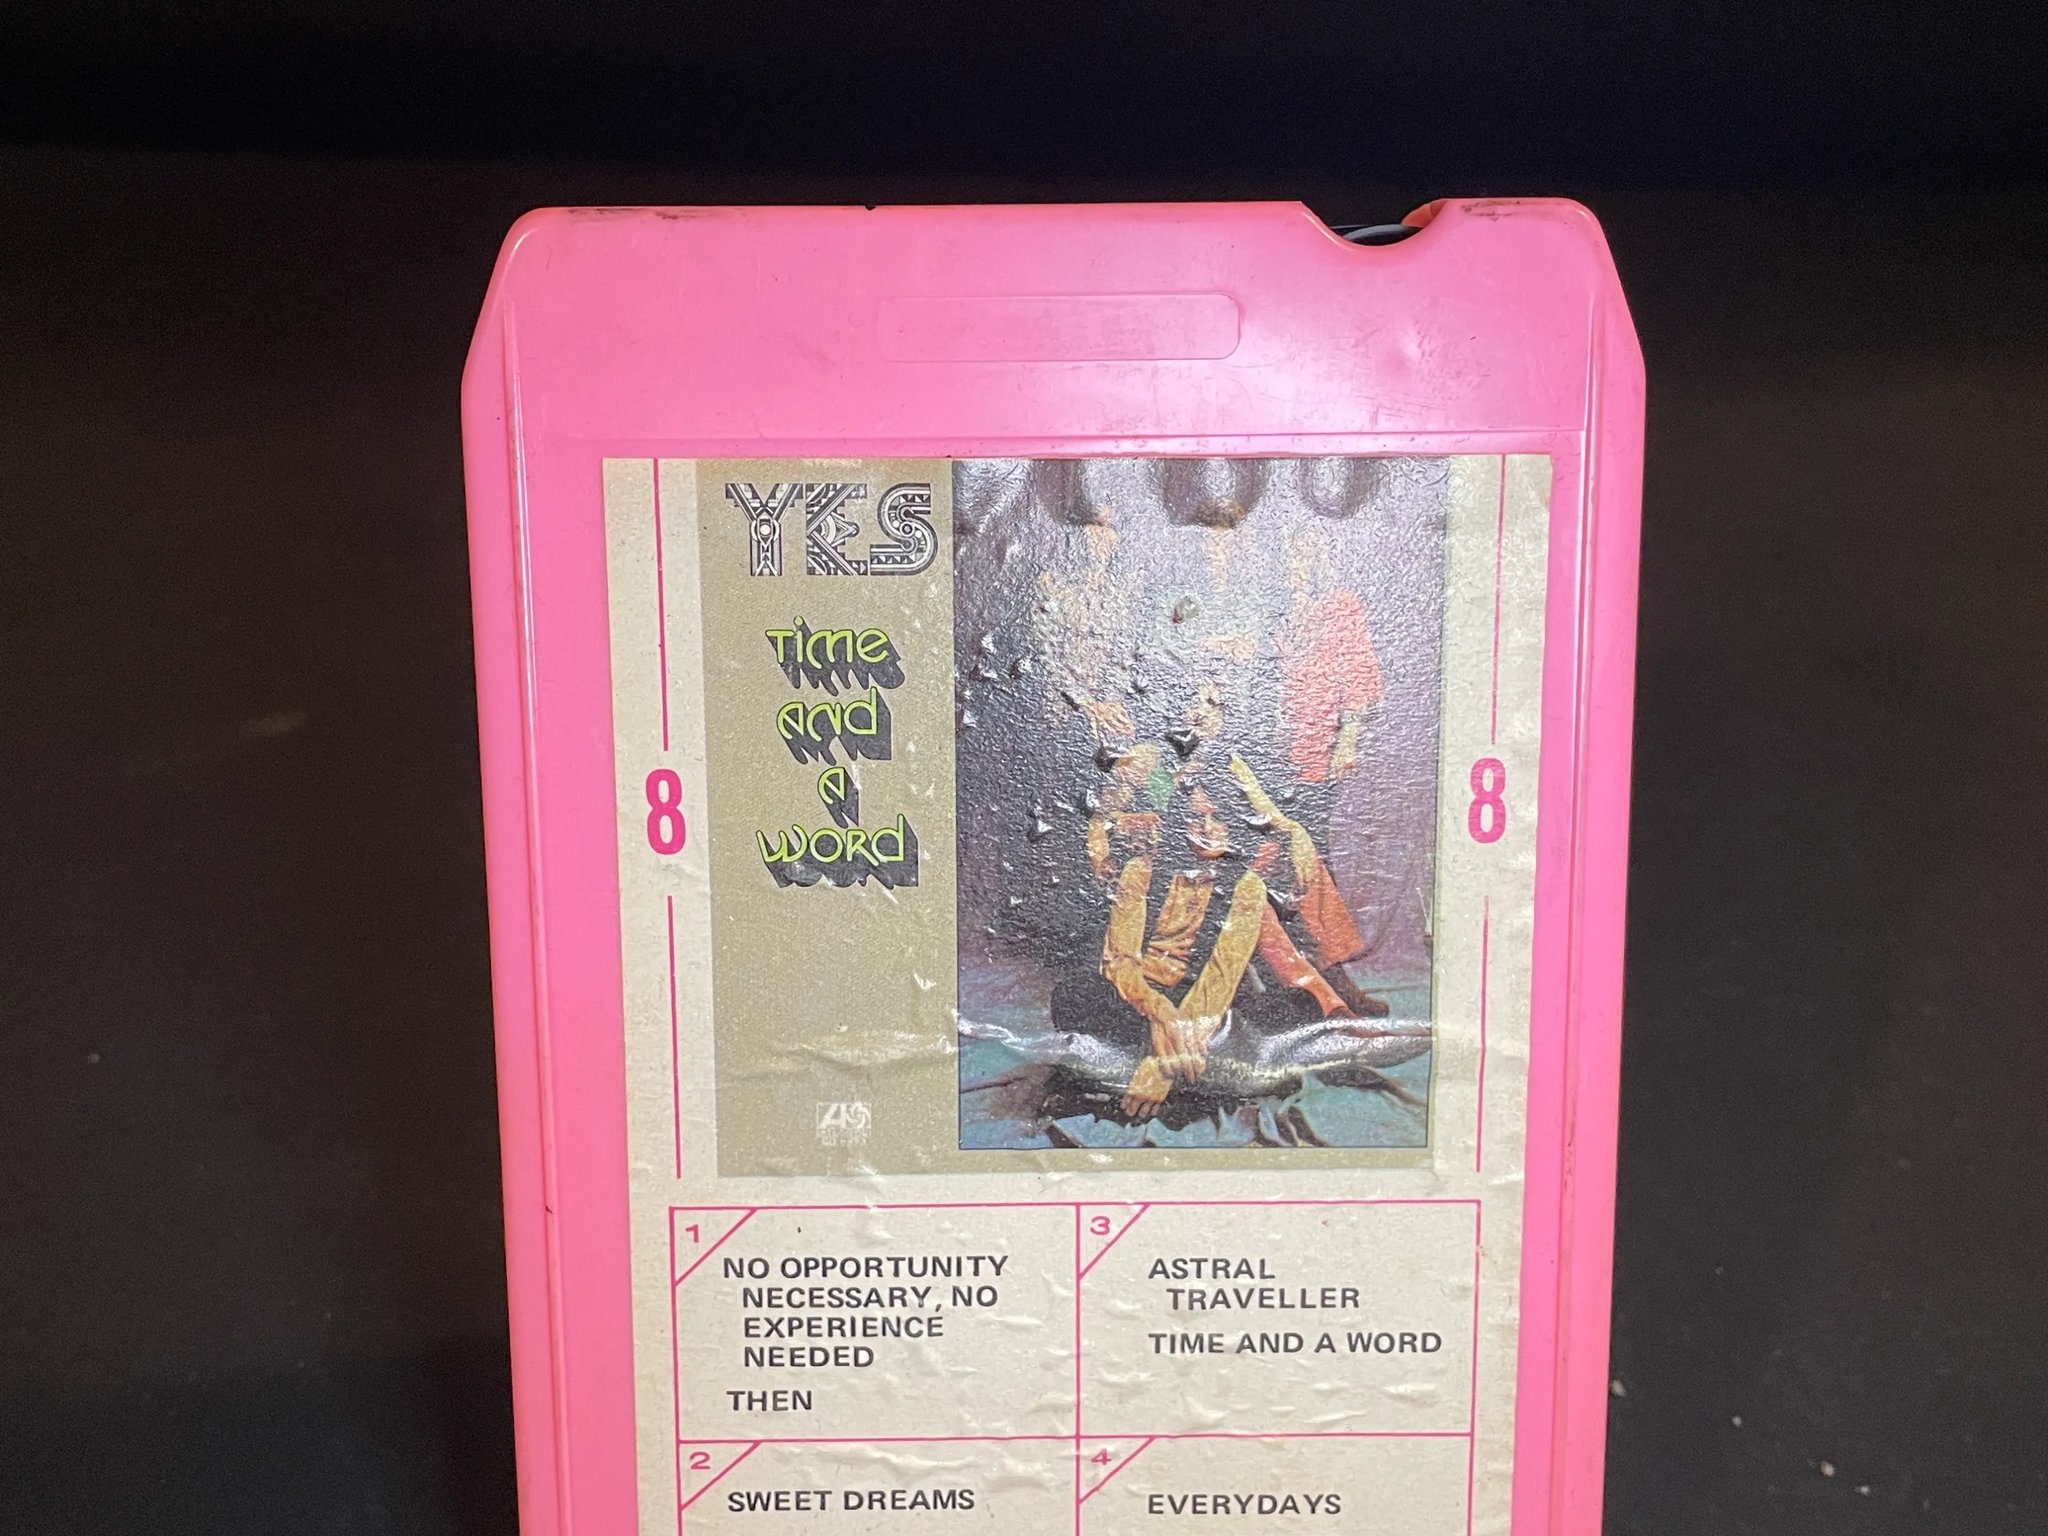 YES
Time
and
a
word
8
8
1
NO OPPORTUNITY
NECESSARY, NO
EXPERIENCE
NEEDED
THEN
3
ASTRAL
TRAVELLER
TIME AND A WORD
2
SWEET DREAMS
4
EVERYDAYS